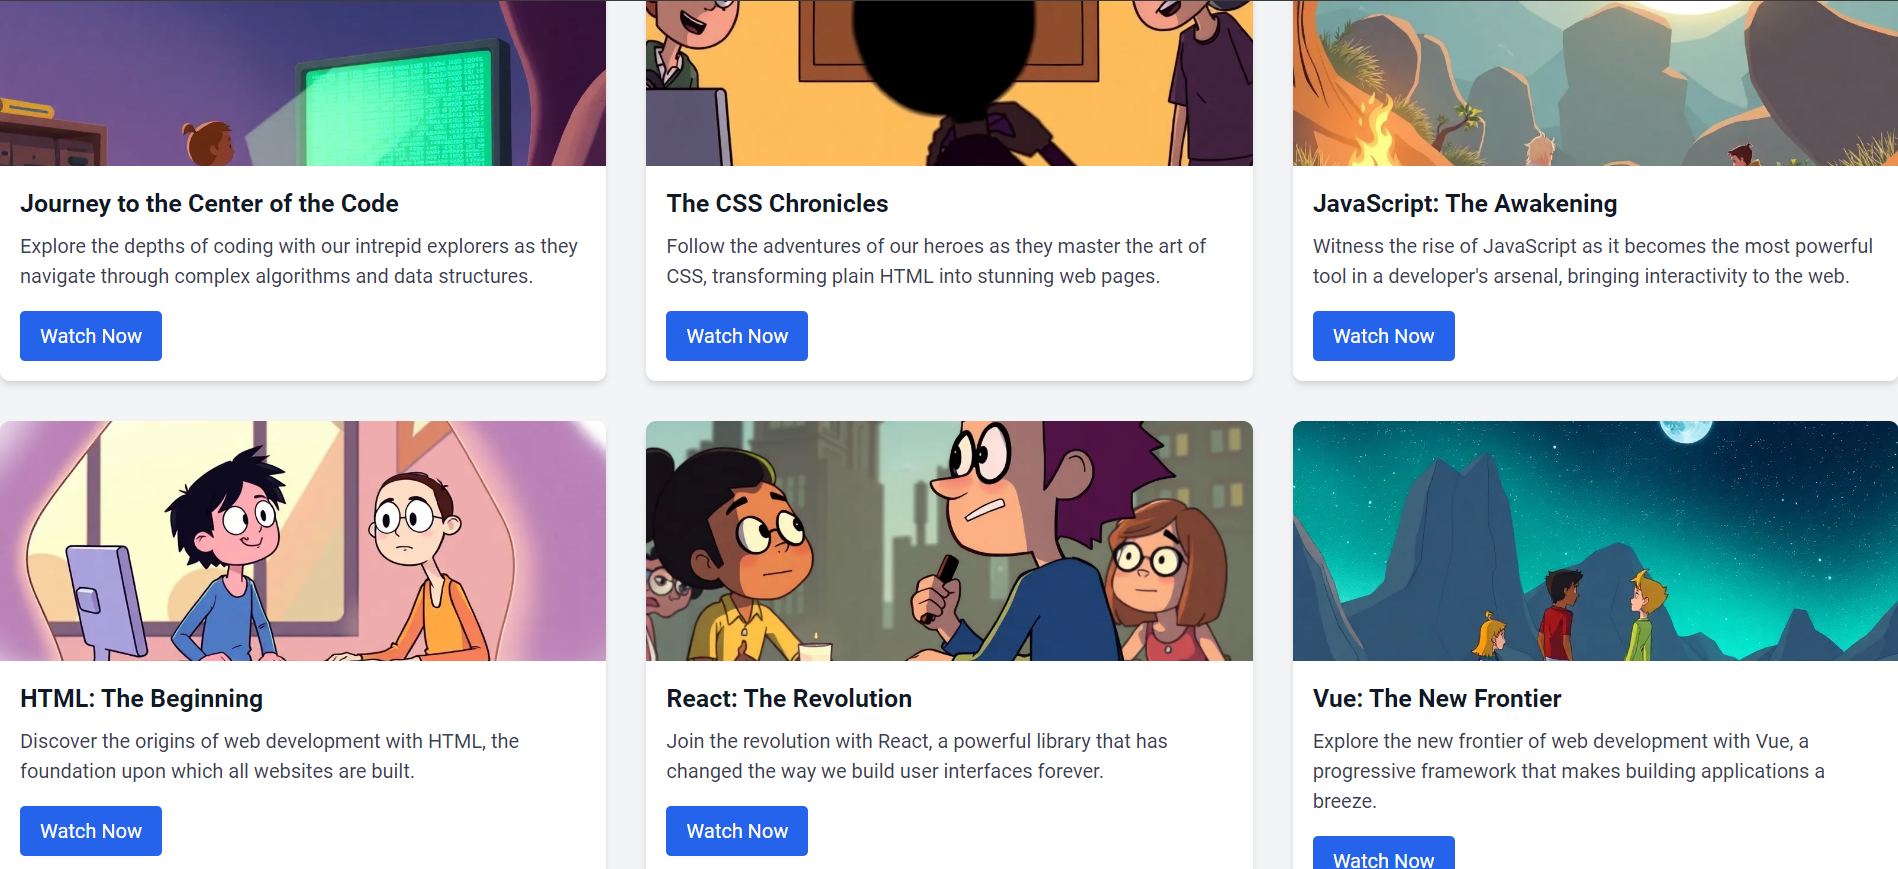 Journey to the Center of the Code
Explore the depths of coding with our intrepid explorers as they
navigate through complex algorithms and data structures.
Watch Now
The CSS Chronicles
Follow the adventures of our heroes as they master the art of
CSS, transforming plain HTML into stunning web pages.
Watch Now
JavaScript: The Awakening
Witness the rise of JavaScript as it becomes the most powerful
tool in a developer's arsenal, bringing interactivity to the web.
Watch Now
HTML: The Beginning
Discover the origins of web development with HTML, the
foundation upon which all websites are built.
Watch Now
React: The Revolution
Join the revolution with React, a powerful library that has
changed the way we build user interfaces forever.
Watch Now
Vue: The New Frontier
Explore the new frontier of web development with Vue, a
progressive framework that makes building applications a
breeze.
Watch Now